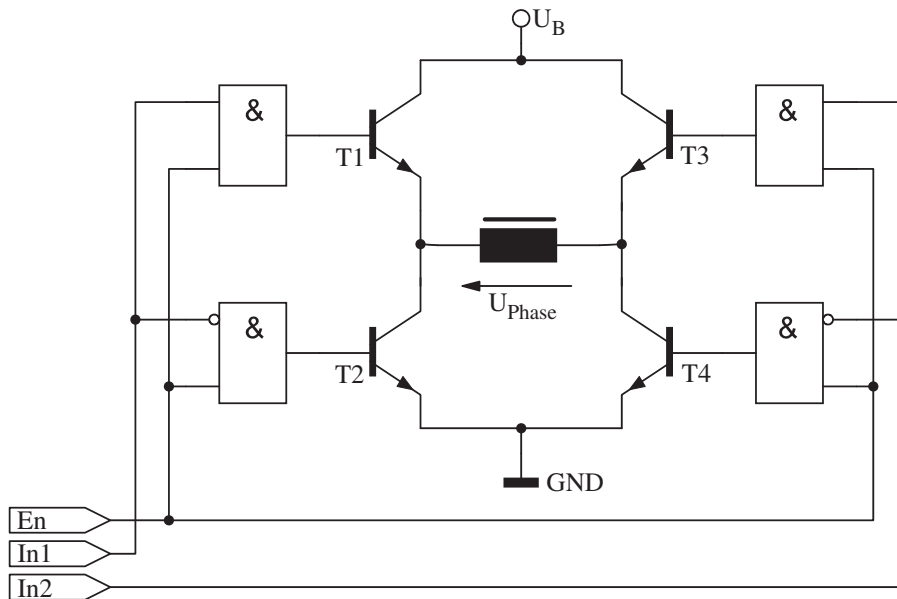 U_B
&
&
T1
T3
U_Phase
&
&
T2
T4
GND
En
In1
In2